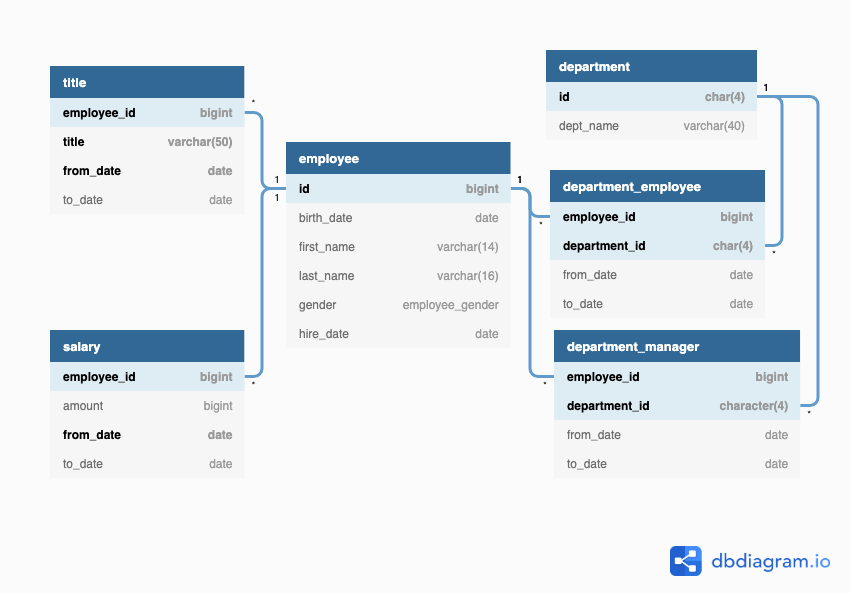 title
employee_id bigint
title varchar(50)
from_date date
to_date date
*
employee
1 id bigint 1
1
birth_date date
first_name varchar(14)
last_name varchar(16)
gender employee_gender
hire_date date
salary
employee_id bigint
*
amount bigint
from_date date
to_date date
department
1
id char(4)
dept_name varchar(40)
department_employee
employee_id bigint
*
department_id char(4)
*
from_date date
to_date date
department_manager
employee_id bigint
*
department_id character(4)
*
from_date date
to_date date
dbdiagram.io